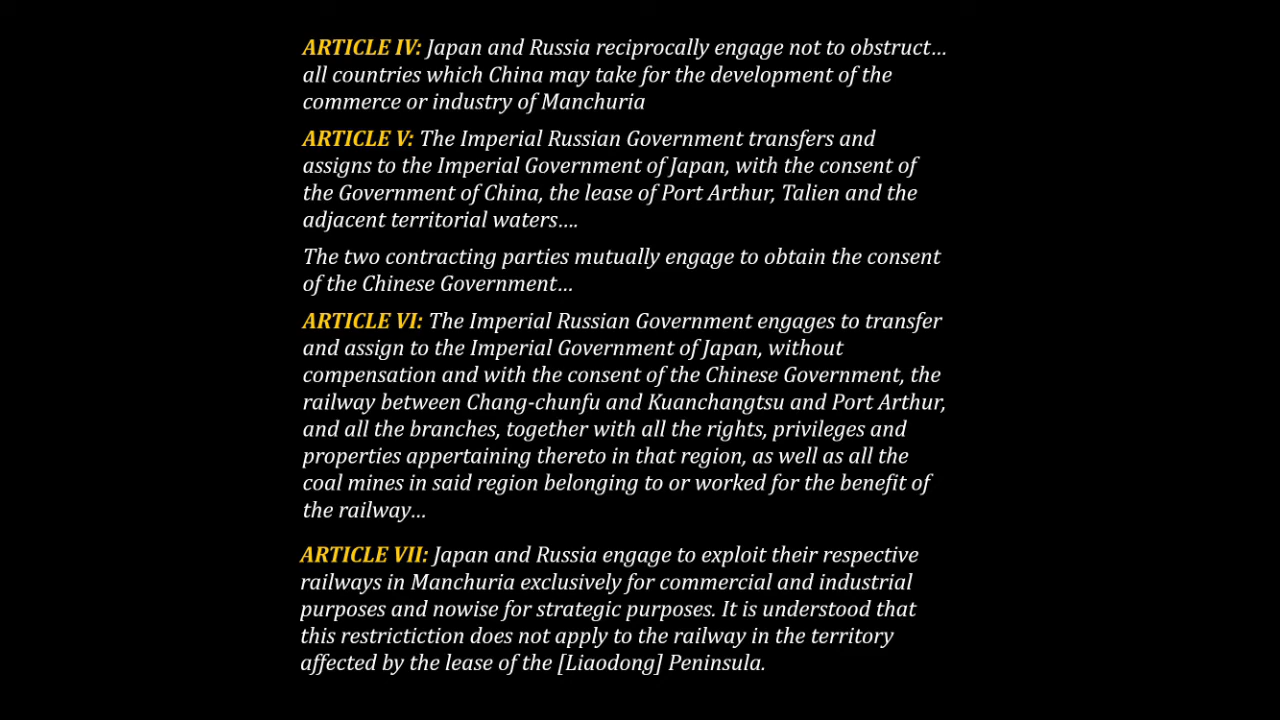 ARTICLE IV: Japan and Russia reciprocally engage not to obstruct…
all countries which China may take for the development of the
commerce or industry of Manchuria
ARTICLE V: The Imperial Russian Government transfers and
assigns to the Imperial Government of Japan, with the consent of
the Government of China, the lease of Port Arthur, Talien and the
adjacent territorial waters….
The two contracting parties mutually engage to obtain the consent
of the Chinese Government…
ARTICLE VI: The Imperial Russian Government engages to transfer
and assign to the Imperial Government of Japan, without
compensation and with the consent of the Chinese Government, the
railway between Chang-chunfu and Kuanchangtsu and Port Arthur,
and all the branches, together with all the rights, privileges and
properties appertaining thereto in that region, as well as all the
coal mines in said region belonging to or worked for the benefit of
the railway…
ARTICLE VII: Japan and Russia engage to exploit their respective
railways in Manchuria exclusively for commercial and industrial
purposes and nowise for strategic purposes. It is understood that
this restrictiction does not apply to the railway in the territory
affected by the lease of the [Liaodong] Peninsula.